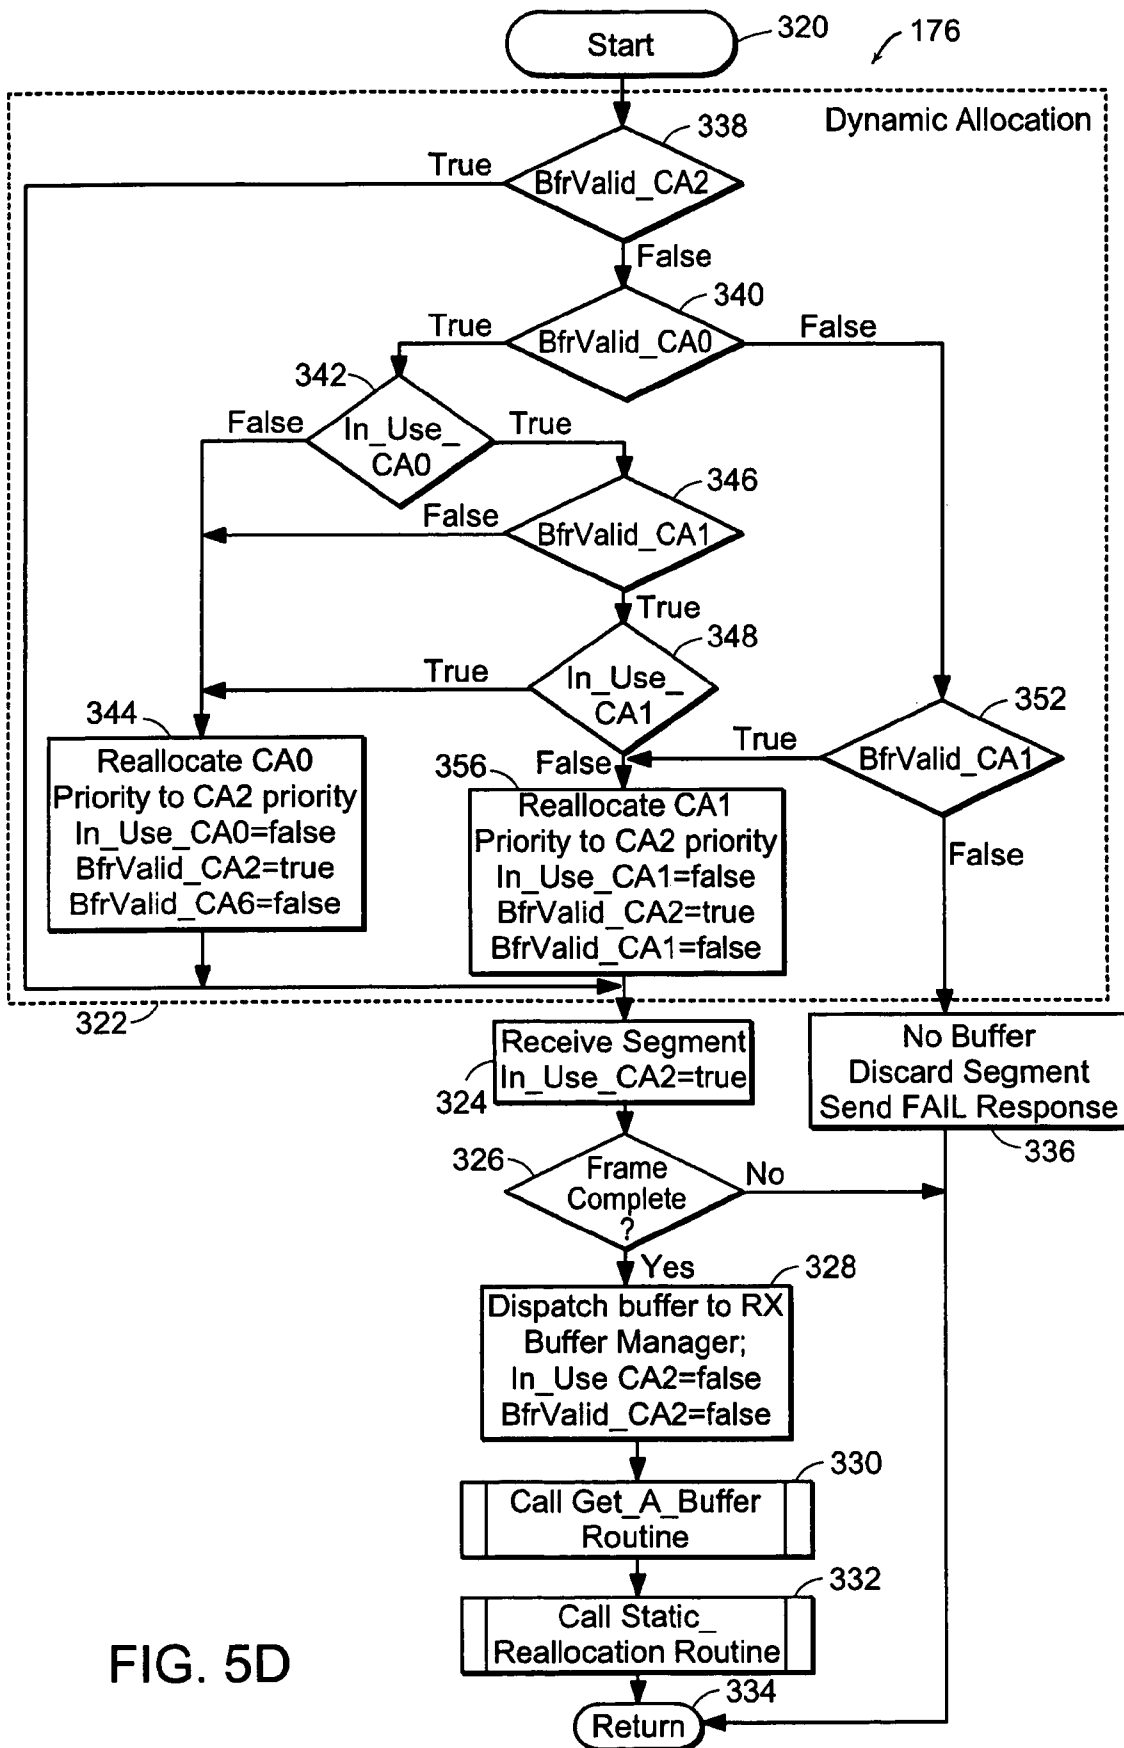 Start
320
176
Dynamic Allocation
338
True
BfrValid_CA2
False
340
True
BfrValid_CA0
False
342
False
In_Use_
CA0
True
346
False
BfrValid_CA1
True
348
True
In_Use_
CA1
352
344
True
BfrValid_CA1
False
356
Reallocate CA0
Priority to CA2 priority
In_Use_CA0=false
BfrValid_CA2=true
BfrValid_CA6=false
Reallocate CA1
Priority to CA2 priority
In_Use_CA1=false
BfrValid_CA2=true
BfrValid_CA1=false
False
322
Receive Segment
In_Use_CA2=true
324
No Buffer
Discard Segment
Send FAIL Response
336
326
Frame
Complete
?
No
Yes
328
Dispatch buffer to RX
Buffer Manager;
In_Use CA2=false
BfrValid_CA2=false
330
Call Get_A_Buffer
Routine
332
Call Static_
Reallocation Routine
334
Return
FIG. 5D